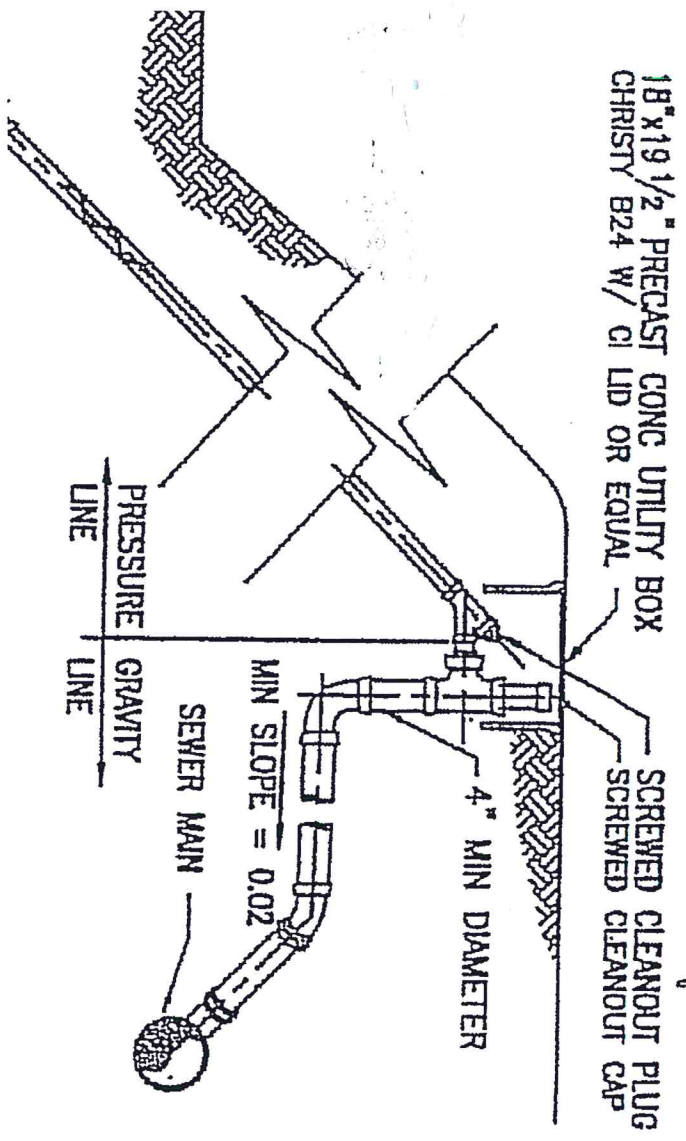 18"x19 1/2" PRECAST CONC UTILITY BOX
CHRISTY B24 W/ CI LID OR EQUAL
SCREWED CLEANOUT PLUG
SCREWED CLEANOUT CAP
4" MIN DIAMETER
PRESSURE
LINE
GRAVITY
LINE
MIN SLOPE = 0.02
SEWER MAIN